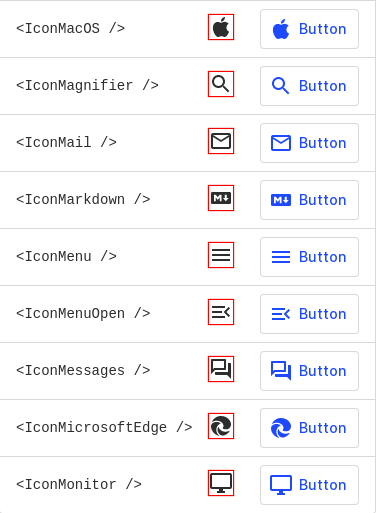 <IconMacOS /> Button
<IconMagnifier /> Button
<IconMail /> Button
<IconMarkdown /> Button
<IconMenu /> Button
<IconMenuOpen /> Button
<IconMessages /> Button
<IconMicrosoftEdge /> Button
<IconMonitor /> Button